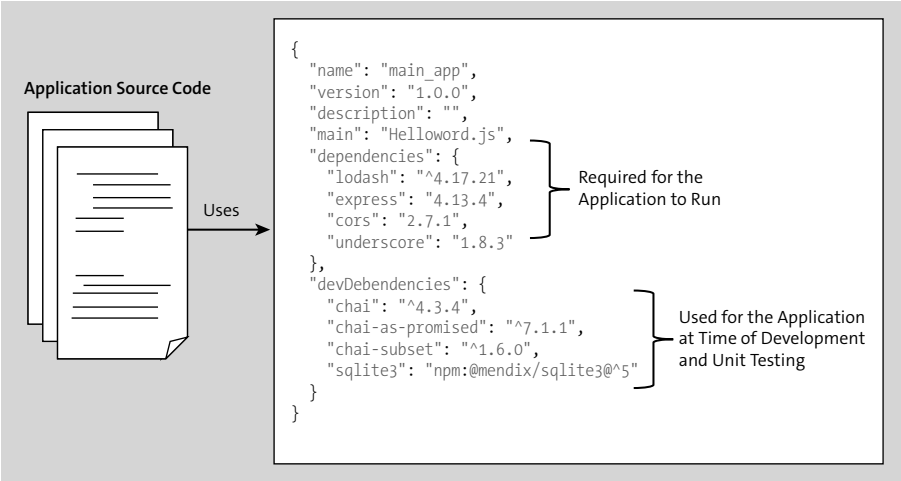 Application Source Code
Uses
{
"name": "main_app",
"version": "1.0.0",
"description": "",
"main": "Helloword.js",
"dependencies": {
"lodash": "^4.17.21",
"express": "4.13.4",
"cors": "2.7.1",
"underscore": "1.8.3"
},
"devDebendencies": {
"chai": "^4.3.4",
"chai-as-promised": "^7.1.1",
"chai-subset": "^1.6.0",
"sqlite3": "npm:@mendix/sqlite3@^5"
}
}
Required for the
Application to Run
Used for the Application
at Time of Development
and Unit Testing